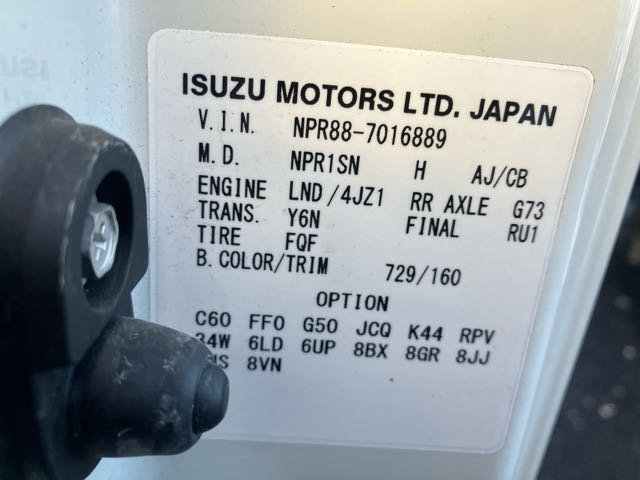 ISUZU MOTORS LTD. JAPAN
V.I.N. NPR88-7016889
M.D. NPR1SN H AJ/CB
ENGINE LND/4JZ1 RR AXLE G73
TRANS. Y6N FINAL RU1
TIRE FQF
B.COLOR/TRIM 729/160
OPTION
C60 FF0 G50 JCQ K44 RPV
6LD 6UP 8BX 8GR 8JJ
8VN